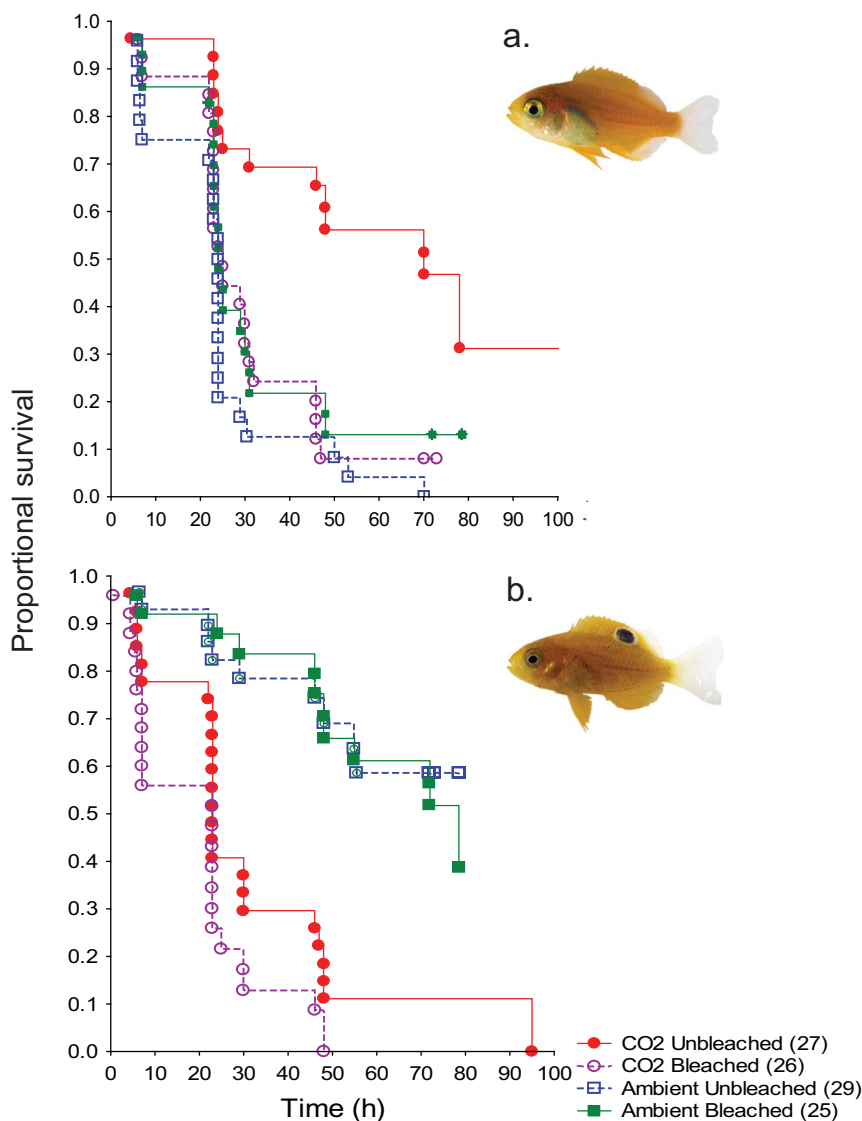 a.
1.0
0.9
0.8
0.7
0.6
0.5
0.4
0.3
0.2
0.1
0.0
0 10 20 30 40 50 60 70 80 90 100
Proportional survival
b.
1.0
0.9
0.8
0.7
0.6
0.5
0.4
0.3
0.2
0.1
0.0
0 10 20 30 40 50 60 70 80 90 100
Time (h)
CO2 Unbleached (27)
CO2 Bleached (26)
Ambient Unbleached (29)
Ambient Bleached (25)